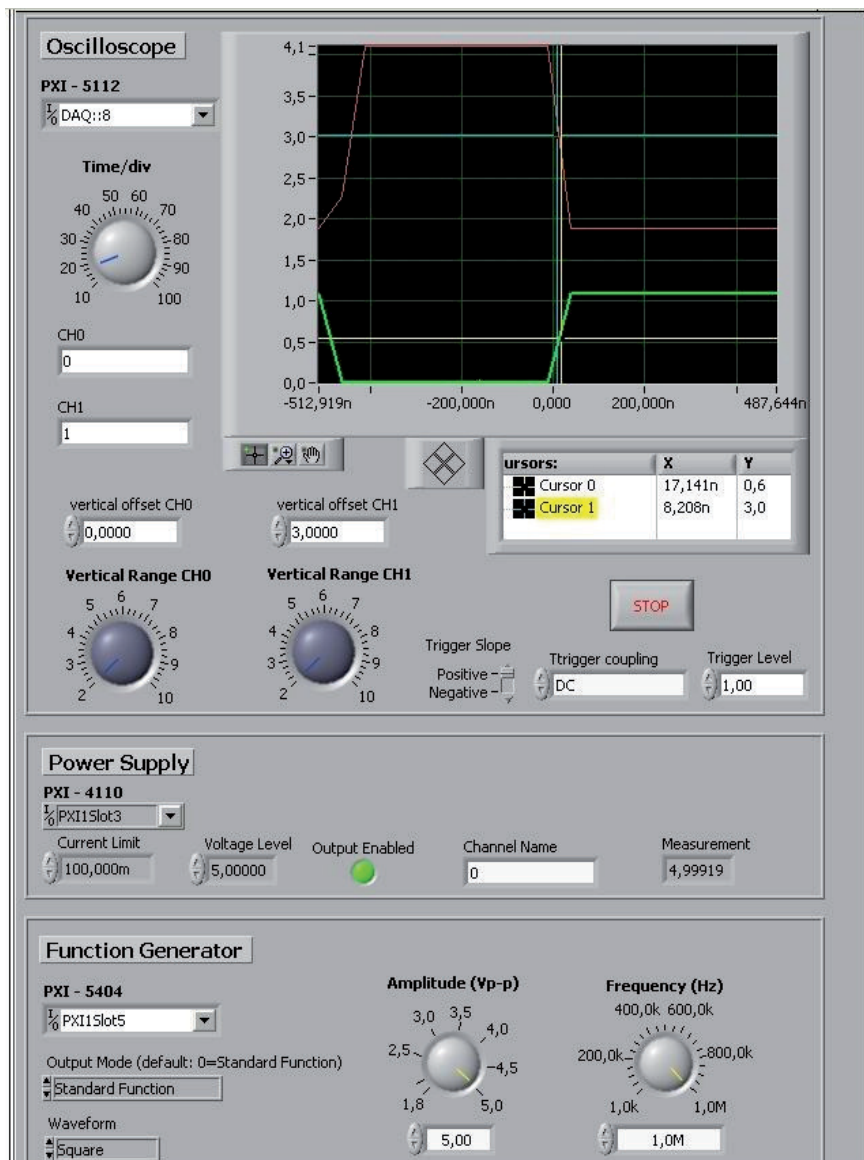 Oscilloscope
PXI - 5112
I/0 DAQ::8
Time/div
10 20 30 40 50 60 70 80 90 100
CH0
0
CH1
1
4,1
3,5
3,0
2,5
2,0
1,5
1,0
0,5
0,0
-512,919n -200,000n 0,000 200,000n 487,644n
ursors: X Y
Cursor 0 17,141n 0,6
Cursor 1 8,208n 3,0
vertical offset CH0
0,0000
vertical offset CH1
3,0000
Vertical Range CH0
2 3 4 5 6 7 8 9 10
Vertical Range CH1
2 3 4 5 6 7 8 9 10
STOP
Trigger Slope
Positive
Negative
Ttrigger coupling
DC
Trigger Level
1,00
Power Supply
PXI - 4110
I/0 PXI1Slot3
Current Limit
100,000m
Voltage Level
5,00000
Output Enabled
Channel Name
0
Measurement
4,99919
Function Generator
PXI - 5404
I/0 PXI1Slot5
Output Mode (default: 0=Standard Function)
Standard Function
Waveform
Square
Amplitude (Vp-p)
1,8 2,5 3,0 3,5 4,0 4,5 5,0
5,00
Frequency (Hz)
1,0k 200,0k 400,0k 600,0k 800,0k 1,0M
1,0M